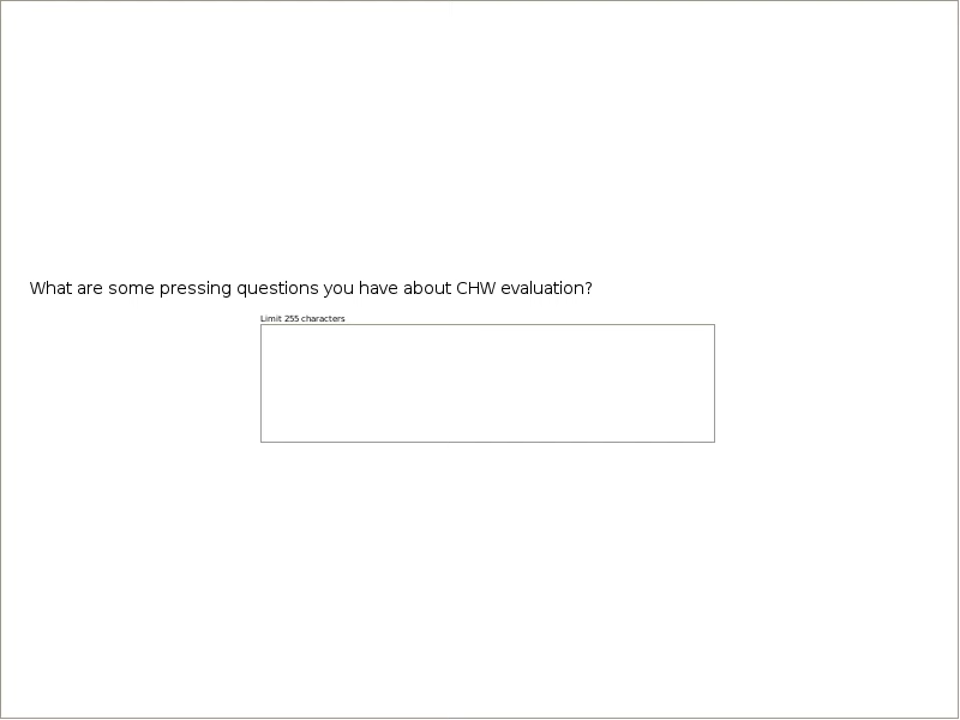 What are some pressing questions you have about CHW evaluation?
Limit 255 characters